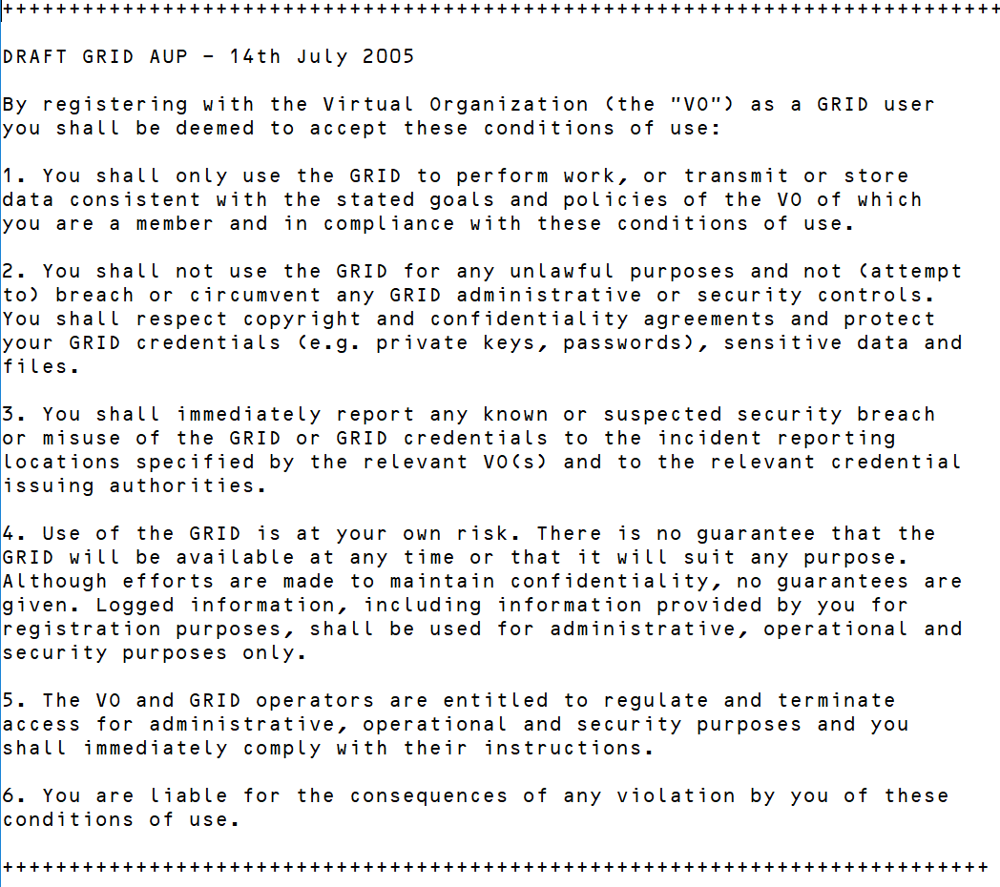 +++++++++++++++++++++++++++++++++++++++++++++++++++++++++++++++++++++++++++
DRAFT GRID AUP - 14th July 2005
By registering with the Virtual Organization (the "VO") as a GRID user
you shall be deemed to accept these conditions of use:
1. You shall only use the GRID to perform work, or transmit or store
data consistent with the stated goals and policies of the VO of which
you are a member and in compliance with these conditions of use.
2. You shall not use the GRID for any unlawful purposes and not (attempt
to) breach or circumvent any GRID administrative or security controls.
You shall respect copyright and confidentiality agreements and protect
your GRID credentials (e.g. private keys, passwords), sensitive data and
files.
3. You shall immediately report any known or suspected security breach
or misuse of the GRID or GRID credentials to the incident reporting
locations specified by the relevant VO(s) and to the relevant credential
issuing authorities.
4. Use of the GRID is at your own risk. There is no guarantee that the
GRID will be available at any time or that it will suit any purpose.
Although efforts are made to maintain confidentiality, no guarantees are
given. Logged information, including information provided by you for
registration purposes, shall be used for administrative, operational and
security purposes only.
5. The VO and GRID operators are entitled to regulate and terminate
access for administrative, operational and security purposes and you
shall immediately comply with their instructions.
6. You are liable for the consequences of any violation by you of these
conditions of use.
++++++++++++++++++++++++++++++++++++++++++++++++++++++++++++++++++++++++++